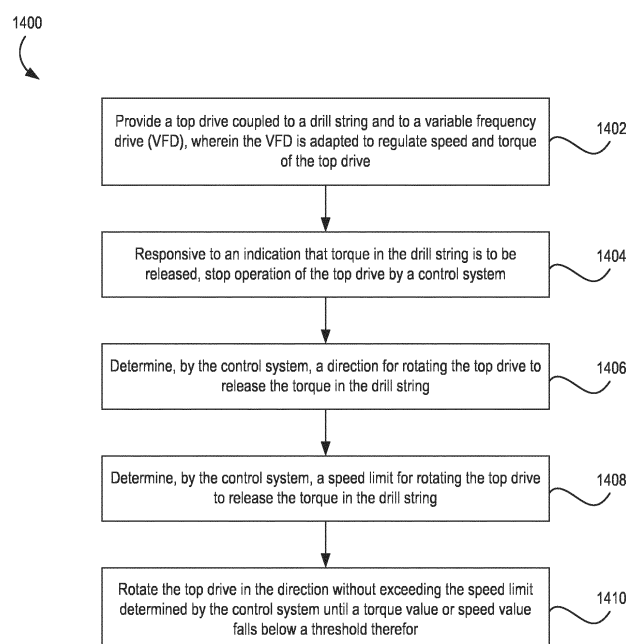 1400
Provide a top drive coupled to a drill string and to a variable frequency
drive (VFD), wherein the VFD is adapted to regulate speed and torque
of the top drive
1402
Responsive to an indication that torque in the drill string is to be
released, stop operation of the top drive by a control system
1404
Determine, by the control system, a direction for rotating the top drive to
release the torque in the drill string
1406
Determine, by the control system, a speed limit for rotating the top drive
to release the torque in the drill string
1408
Rotate the top drive in the direction without exceeding the speed limit
determined by the control system until a torque value or speed value
falls below a threshold therefor
1410